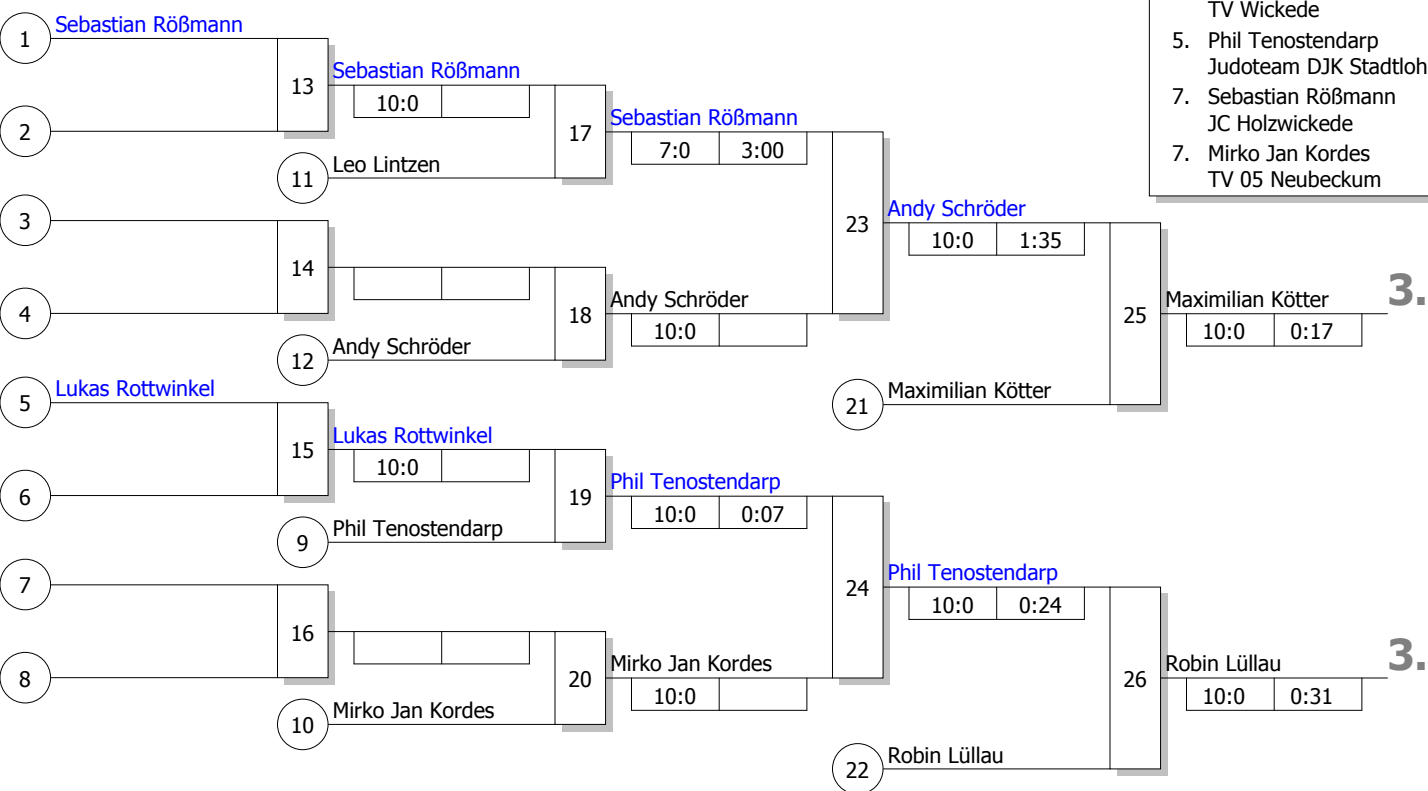 TV Wickede
5. Phil Tenostendarp
Judoteam DJK Stadtloh
7. Sebastian Rößmann
JC Holzwickede
7. Mirko Jan Kordes
TV 05 Neubeckum
1 Sebastian Rößmann
13
Sebastian Rößmann
10:0
2
17
Sebastian Rößmann
7:0 3:00
11 Leo Lintzen
3
23
Andy Schröder
10:0 1:35
14
4
18
Andy Schröder
10:0
12 Andy Schröder
25
Maximilian Kötter
10:0 0:17
3.
21 Maximilian Kötter
5 Lukas Rottwinkel
15
Lukas Rottwinkel
10:0
6
19
Phil Tenostendarp
10:0 0:07
9 Phil Tenostendarp
7
24
Phil Tenostendarp
10:0 0:24
16
8
20
Mirko Jan Kordes
10:0
10 Mirko Jan Kordes
26
Robin Lüllau
10:0 0:31
3.
22 Robin Lüllau